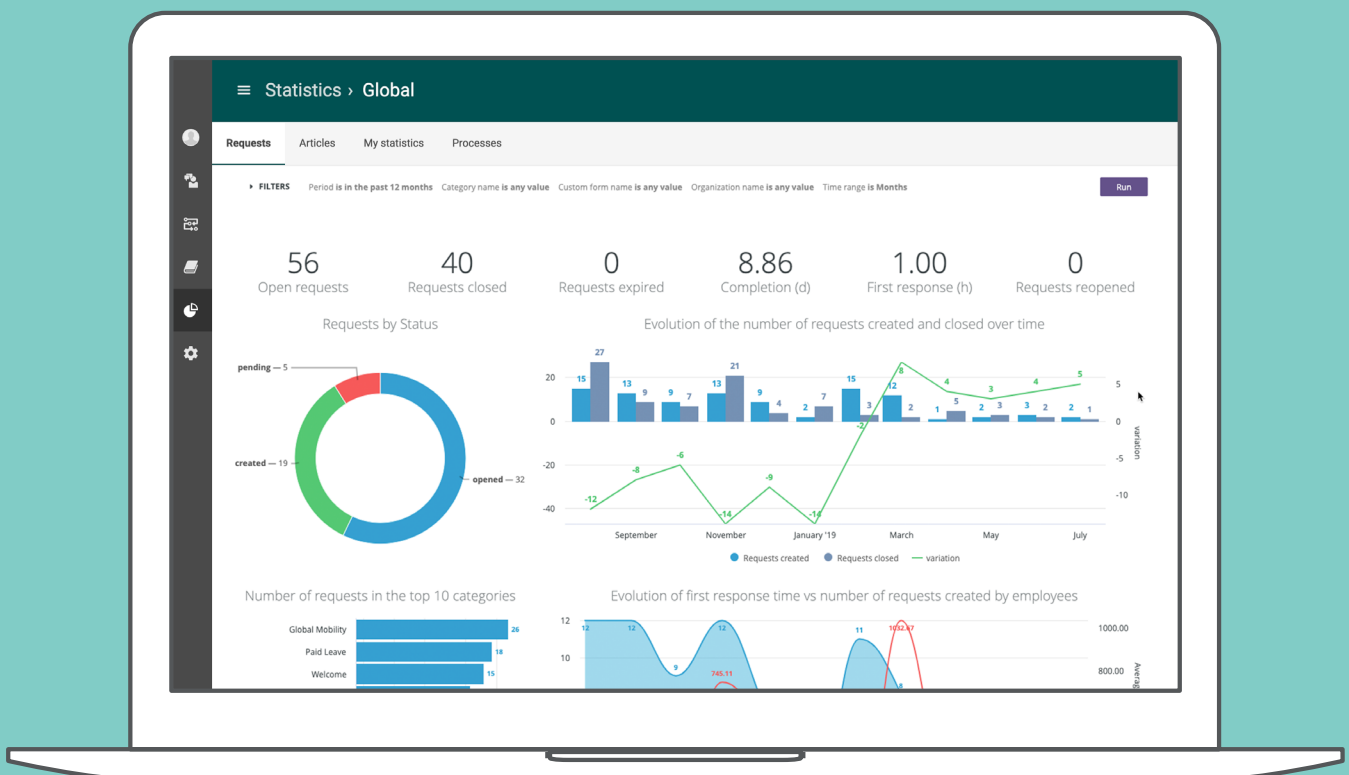 Statistics › Global
Requests Articles My statistics Processes
FILTERS Period is in the past 12 months Category name is any value Custom form name is any value Organization name is any value Time range is Months Run
56 40 0 8.86 1.00 0
Open requests Requests closed Requests expired Completion (d) First response (h) Requests reopened
Requests by Status
pending — 5
created — 19
opened — 32
Evolution of the number of requests created and closed over time
27
21
15 13 13 15
9 9 9 12
7 4 2 7 3 2 1 5 2 3 3 2 2 1
20
0
-20
-40
5
0
-5
-10
variation
-12 -8 -6 -14 -9 -14 -2 8 4 3 4 5
September November January '19 March May July
Requests created Requests closed variation
Number of requests in the top 10 categories
Global Mobility 26
Paid Leave 18
Welcome 15
Evolution of first response time vs number of requests created by employees
12
10
12 12 9 12 11 8
745.11 1032.67
1000.00
800.00